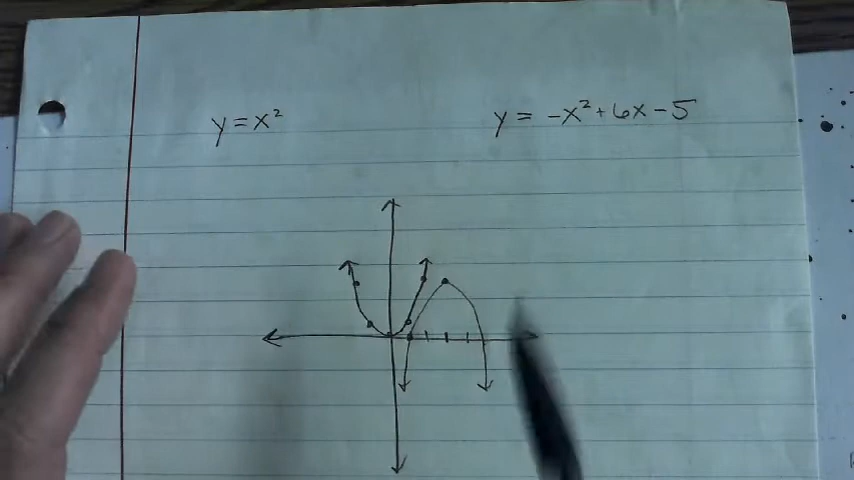 y = x²
y = -x² + 6x - 5